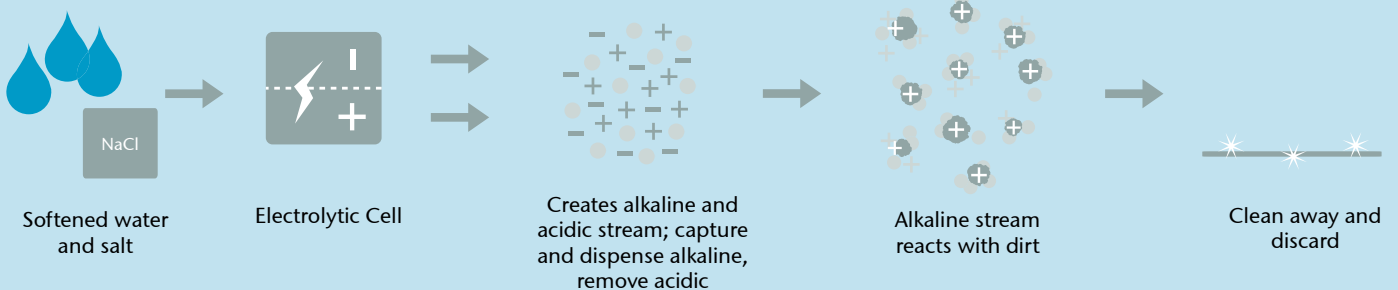 NaCl
Softened water
and salt
Electrolytic Cell
Creates alkaline and
acidic stream; capture
and dispense alkaline,
remove acidic
Alkaline stream
reacts with dirt
Clean away and
discard